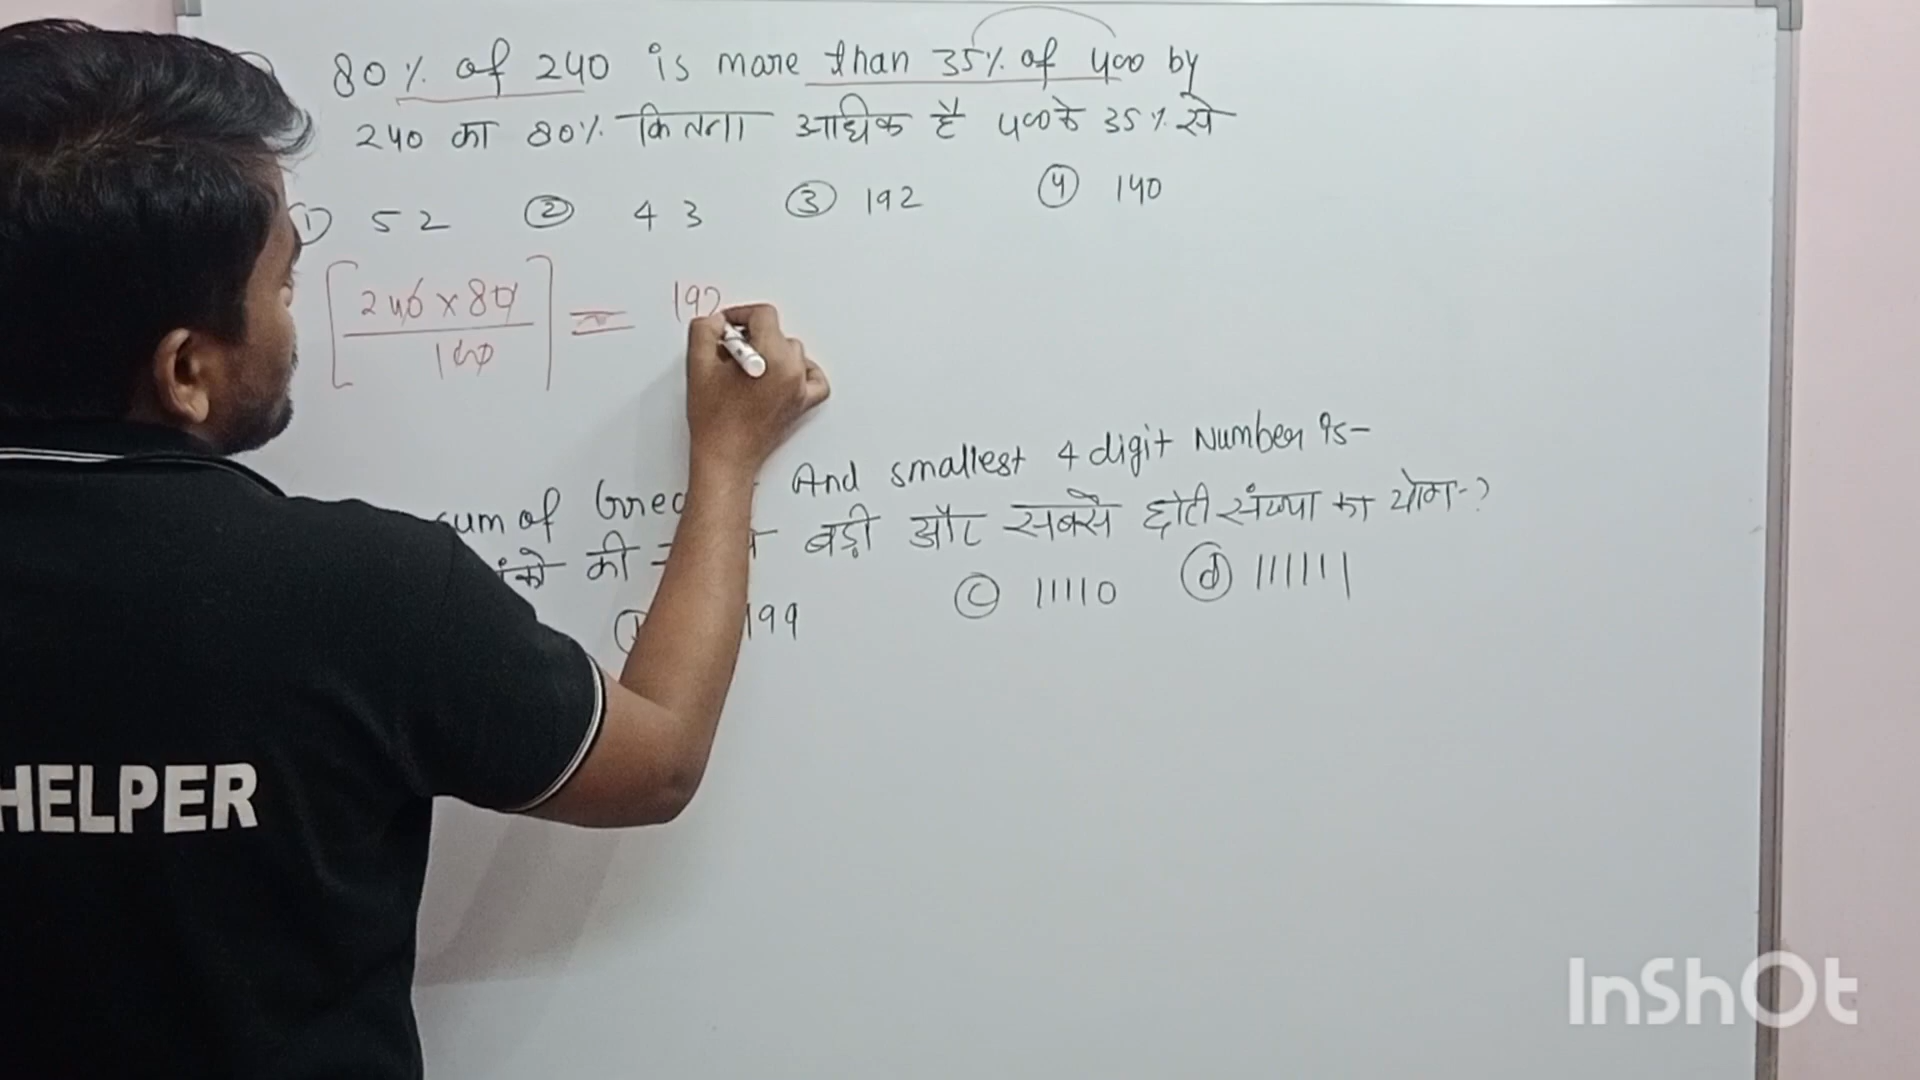 80% of 240 is more than 35% of 400 by
240 का 80% कितना अधिक है 400 के 35% से
① 52 ② 43 ③ 192 ④ 140
[240 x 80 / 100] = 192
sum of And smallest 4 digit Number is-
की बड़ी और सबसे छोटी संख्या का योग-?
199 Ⓒ 11110 ⓓ 111111
HELPER
InShOt